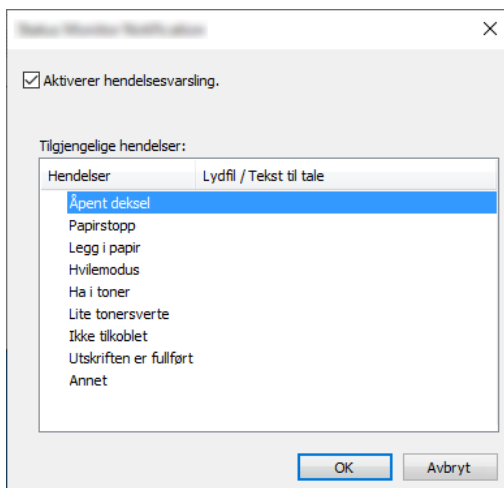 Aktiverer hendelsesvarsling.
Tilgjengelige hendelser:
Hendelser Lydfil / Tekst til tale
Åpent deksel
Papirstopp
Legg i papir
Hvilemodus
Ha i toner
Lite tonersverte
Ikke tilkoblet
Utskriften er fullført
Annet
OK Avbryt